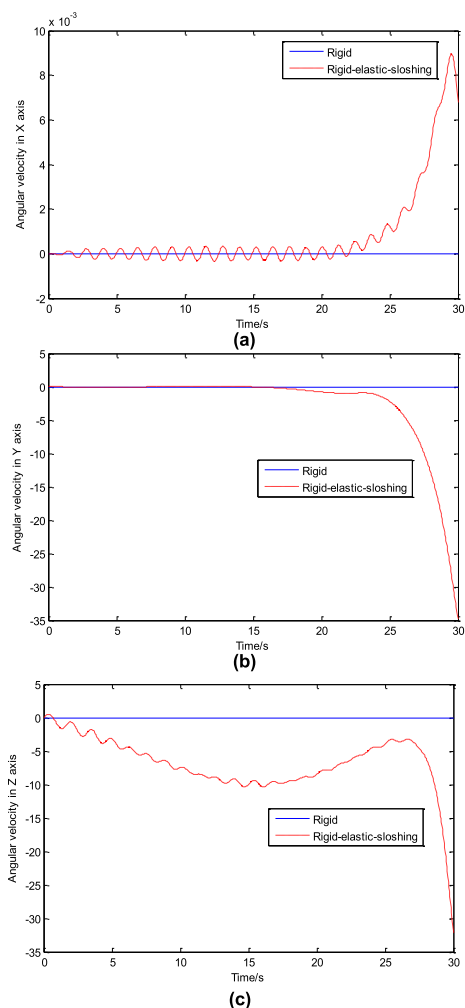 x 10^-3
10
8
6
4
2
0
-2
Angular velocity in X axis
Rigid
Rigid-elastic-sloshing
0 5 10 15 20 25 30
Time/s
(a)
5
0
-5
-10
-15
-20
-25
-30
-35
Angular velocity in Y axis
Rigid
Rigid-elastic-sloshing
0 5 10 15 20 25 30
Time/s
(b)
5
0
-5
-10
-15
-20
-25
-30
-35
Angular velocity in Z axis
Rigid
Rigid-elastic-sloshing
0 5 10 15 20 25 30
Time/s
(c)